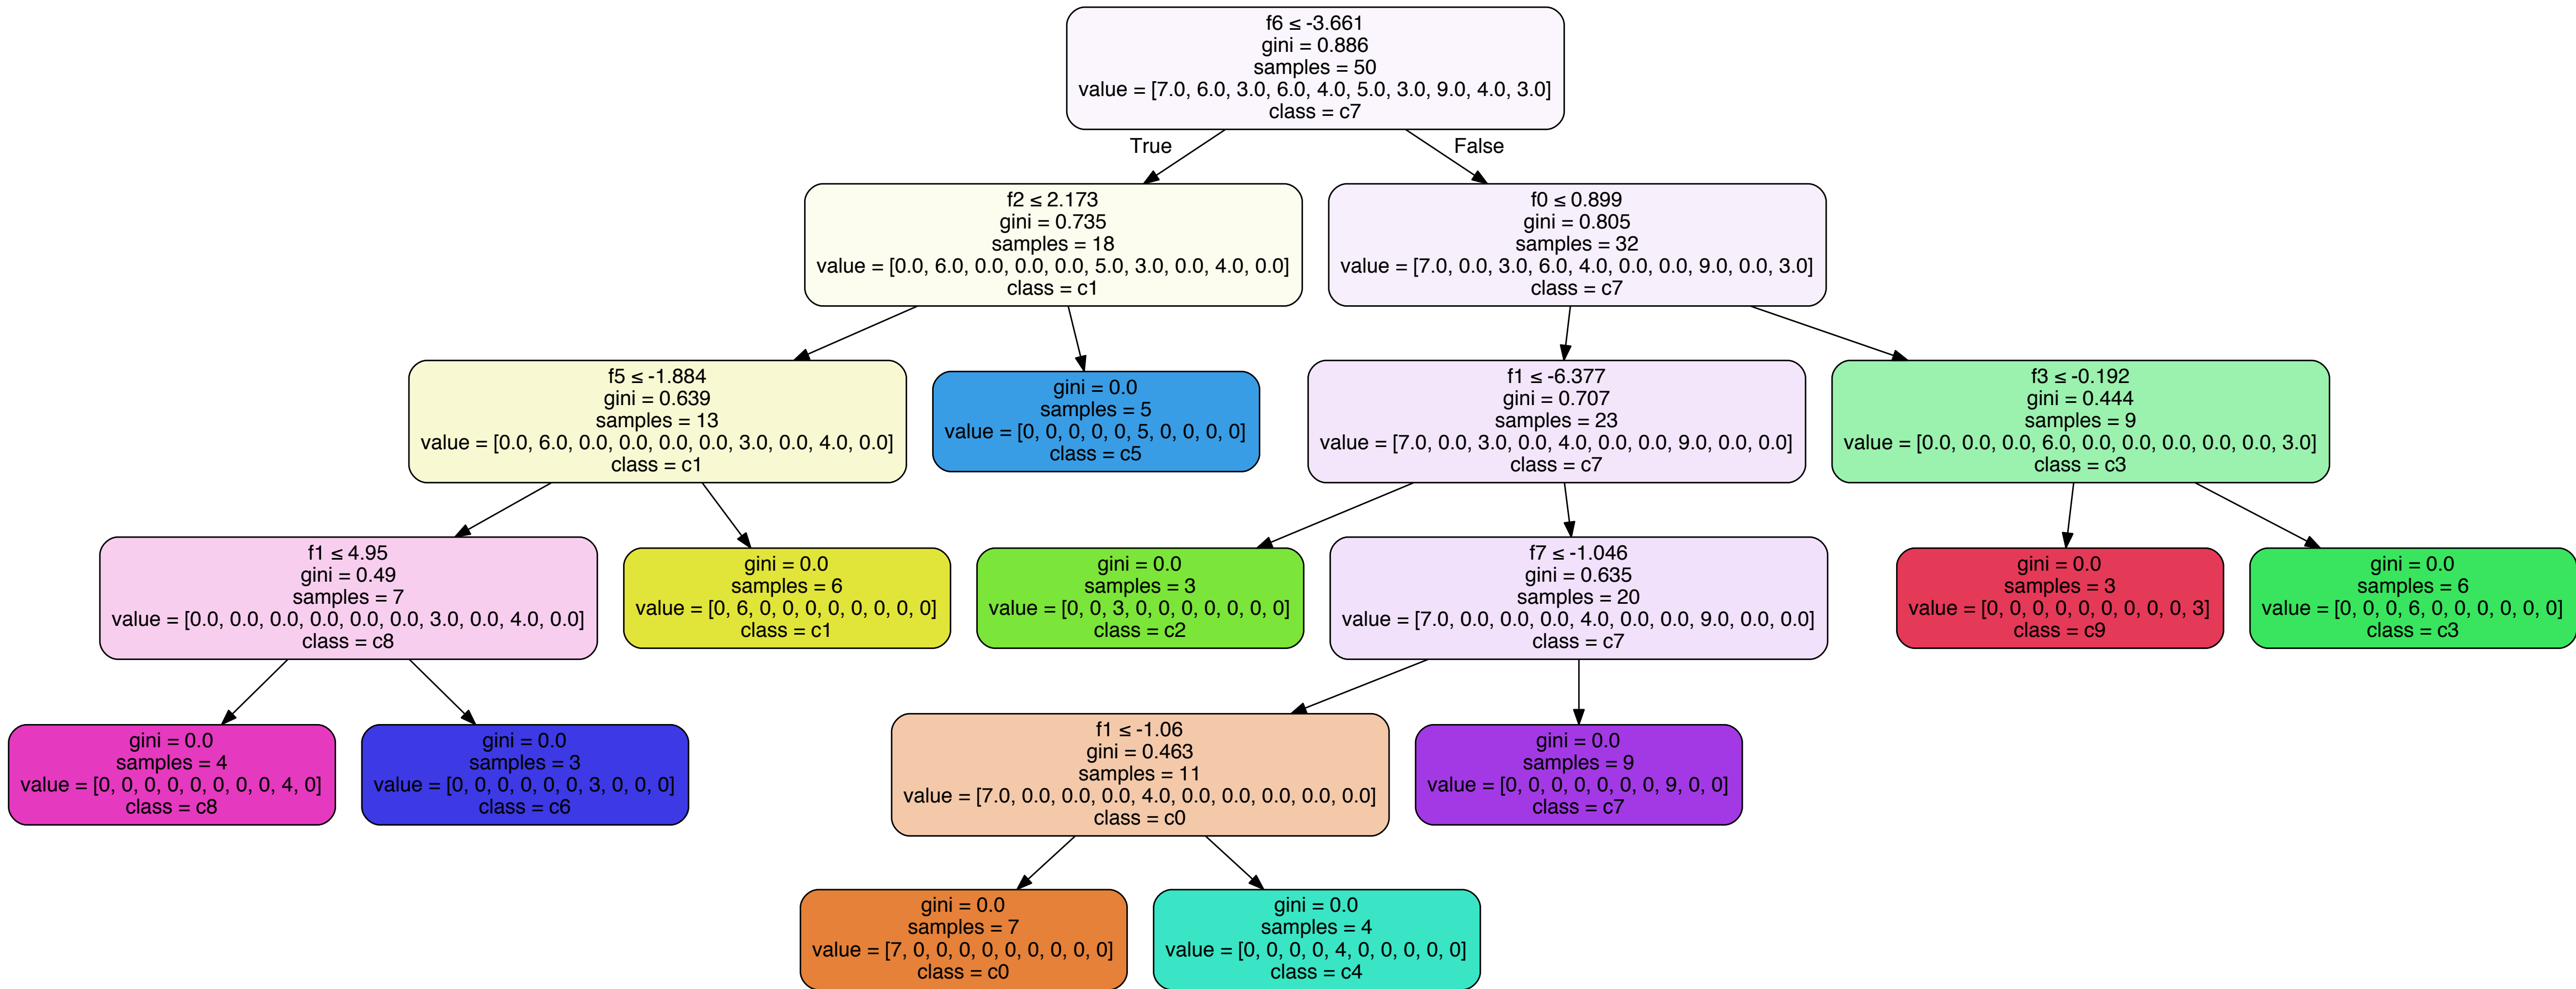 f6 ≤ -3.661
gini = 0.886
samples = 50
value = [7.0, 6.0, 3.0, 6.0, 4.0, 5.0, 3.0, 9.0, 4.0, 3.0]
class = c7
True
False
f2 ≤ 2.173
gini = 0.735
samples = 18
value = [0.0, 6.0, 0.0, 0.0, 0.0, 5.0, 3.0, 0.0, 4.0, 0.0]
class = c1
f0 ≤ 0.899
gini = 0.805
samples = 32
value = [7.0, 0.0, 3.0, 6.0, 4.0, 0.0, 0.0, 9.0, 0.0, 3.0]
class = c7
f5 ≤ -1.884
gini = 0.639
samples = 13
value = [0.0, 6.0, 0.0, 0.0, 0.0, 0.0, 3.0, 0.0, 4.0, 0.0]
class = c1
gini = 0.0
samples = 5
value = [0, 0, 0, 0, 0, 5, 0, 0, 0, 0]
class = c5
f1 ≤ -6.377
gini = 0.707
samples = 23
value = [7.0, 0.0, 3.0, 0.0, 4.0, 0.0, 0.0, 9.0, 0.0, 0.0]
class = c7
f3 ≤ -0.192
gini = 0.444
samples = 9
value = [0.0, 0.0, 0.0, 6.0, 0.0, 0.0, 0.0, 0.0, 0.0, 3.0]
class = c3
f1 ≤ 4.95
gini = 0.49
samples = 7
value = [0.0, 0.0, 0.0, 0.0, 0.0, 0.0, 3.0, 0.0, 4.0, 0.0]
class = c8
gini = 0.0
samples = 6
value = [0, 6, 0, 0, 0, 0, 0, 0, 0, 0]
class = c1
gini = 0.0
samples = 3
value = [0, 0, 3, 0, 0, 0, 0, 0, 0, 0]
class = c2
f7 ≤ -1.046
gini = 0.635
samples = 20
value = [7.0, 0.0, 0.0, 0.0, 4.0, 0.0, 0.0, 9.0, 0.0, 0.0]
class = c7
gini = 0.0
samples = 3
value = [0, 0, 0, 0, 0, 0, 0, 0, 0, 3]
class = c9
gini = 0.0
samples = 6
value = [0, 0, 0, 6, 0, 0, 0, 0, 0, 0]
class = c3
gini = 0.0
samples = 4
value = [0, 0, 0, 0, 0, 0, 0, 0, 4, 0]
class = c8
gini = 0.0
samples = 3
value = [0, 0, 0, 0, 0, 0, 3, 0, 0, 0]
class = c6
f1 ≤ -1.06
gini = 0.463
samples = 11
value = [7.0, 0.0, 0.0, 0.0, 4.0, 0.0, 0.0, 0.0, 0.0, 0.0]
class = c0
gini = 0.0
samples = 9
value = [0, 0, 0, 0, 0, 0, 0, 9, 0, 0]
class = c7
gini = 0.0
samples = 7
value = [7, 0, 0, 0, 0, 0, 0, 0, 0, 0]
class = c0
gini = 0.0
samples = 4
value = [0, 0, 0, 0, 4, 0, 0, 0, 0, 0]
class = c4